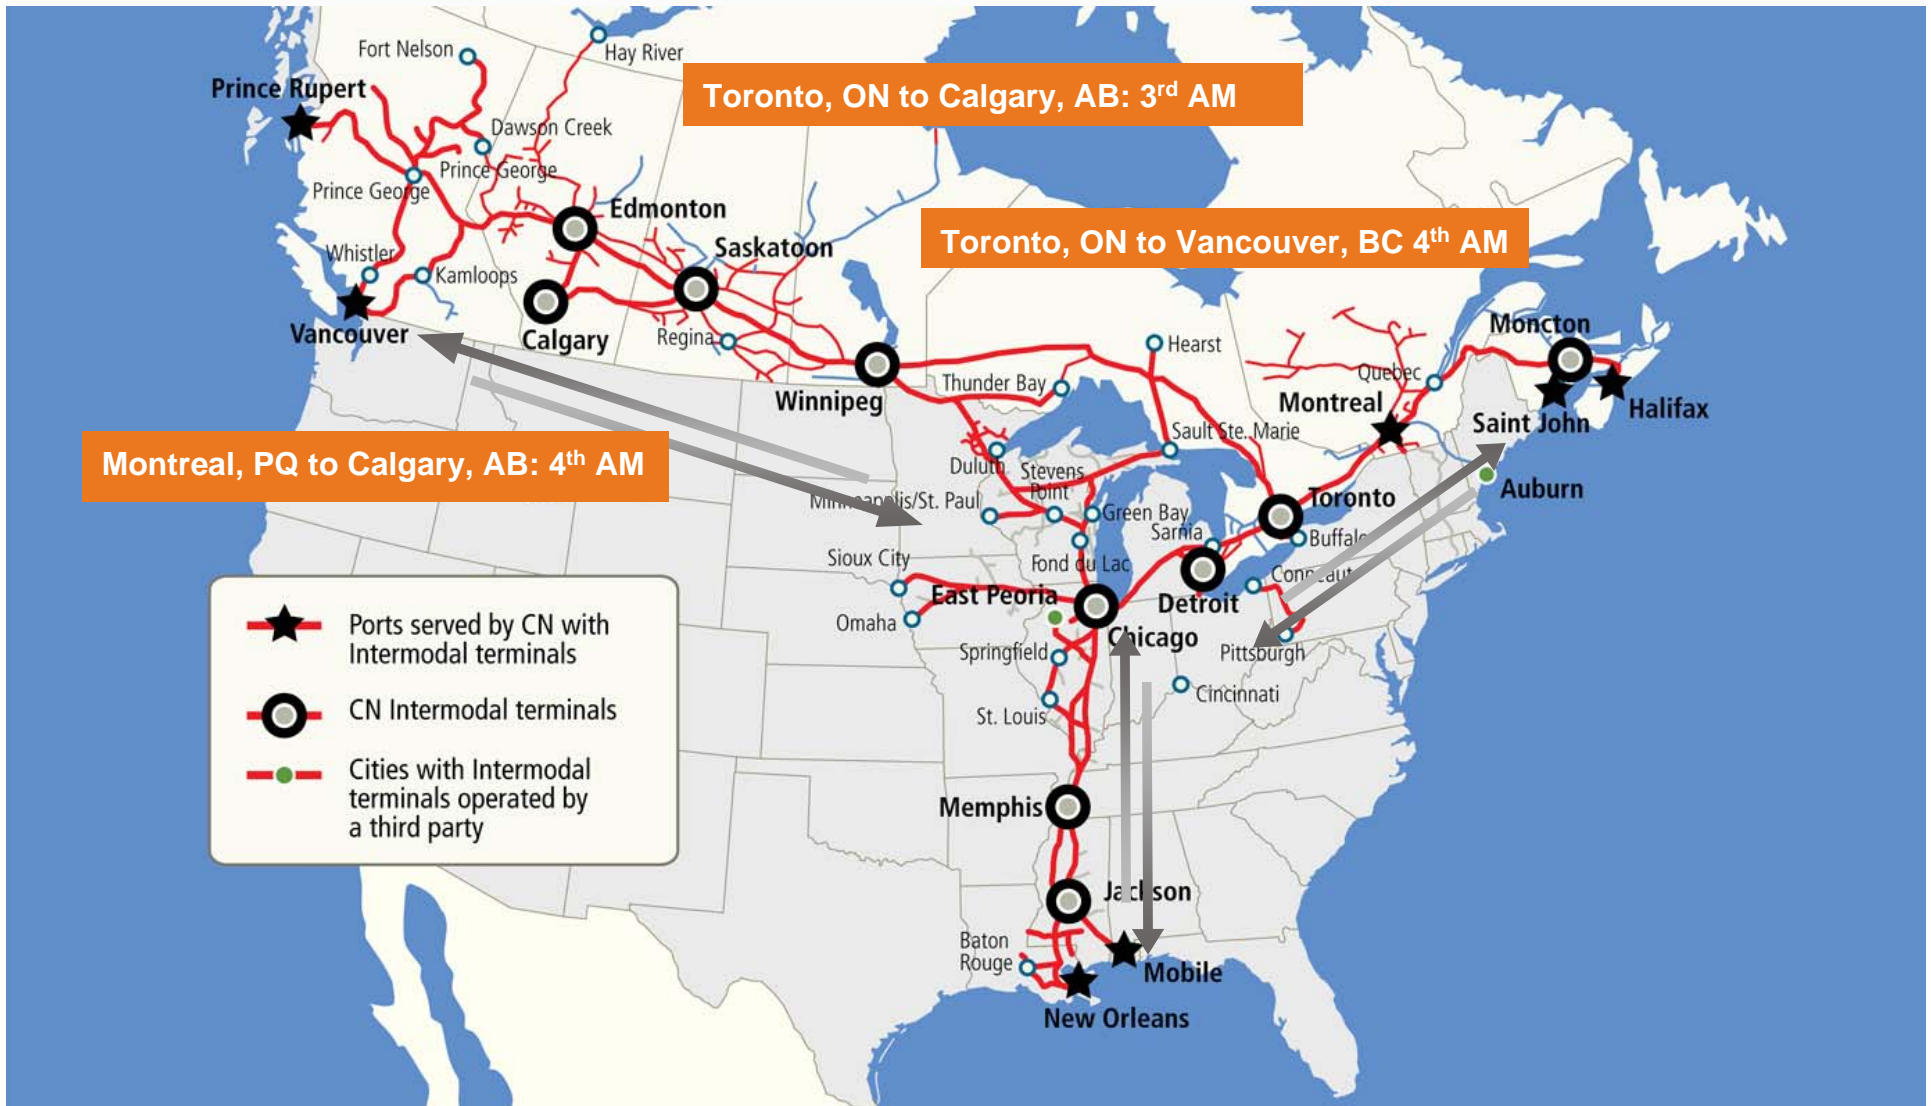 Fort Nelson
Hay River
Prince Rupert
Toronto, ON to Calgary, AB: 3rd AM
Dawson Creek
Prince George
Prince George
Edmonton
Saskatoon
Toronto, ON to Vancouver, BC 4th AM
Whistler
Kamloops
Vancouver
Calgary
Regina
Winnipeg
Thunder Bay
Hearst
Quebec
Moncton
Montreal
Saint John
Halifax
Sault Ste. Marie
Montreal, PQ to Calgary, AB: 4th AM
Duluth
Stevens
Point
Minneapolis/St. Paul
Green Bay
Sarnia
Toronto
Auburn
Buffalo
Sioux City
Fond du Lac
Conneaut
East Peoria
Detroit
Omaha
Chicago
Springfield
Pittsburgh
Cincinnati
St. Louis
Ports served by CN with
Intermodal terminals
CN Intermodal terminals
Cities with Intermodal
terminals operated by
a third party
Memphis
Jackson
Baton
Rouge
Mobile
New Orleans